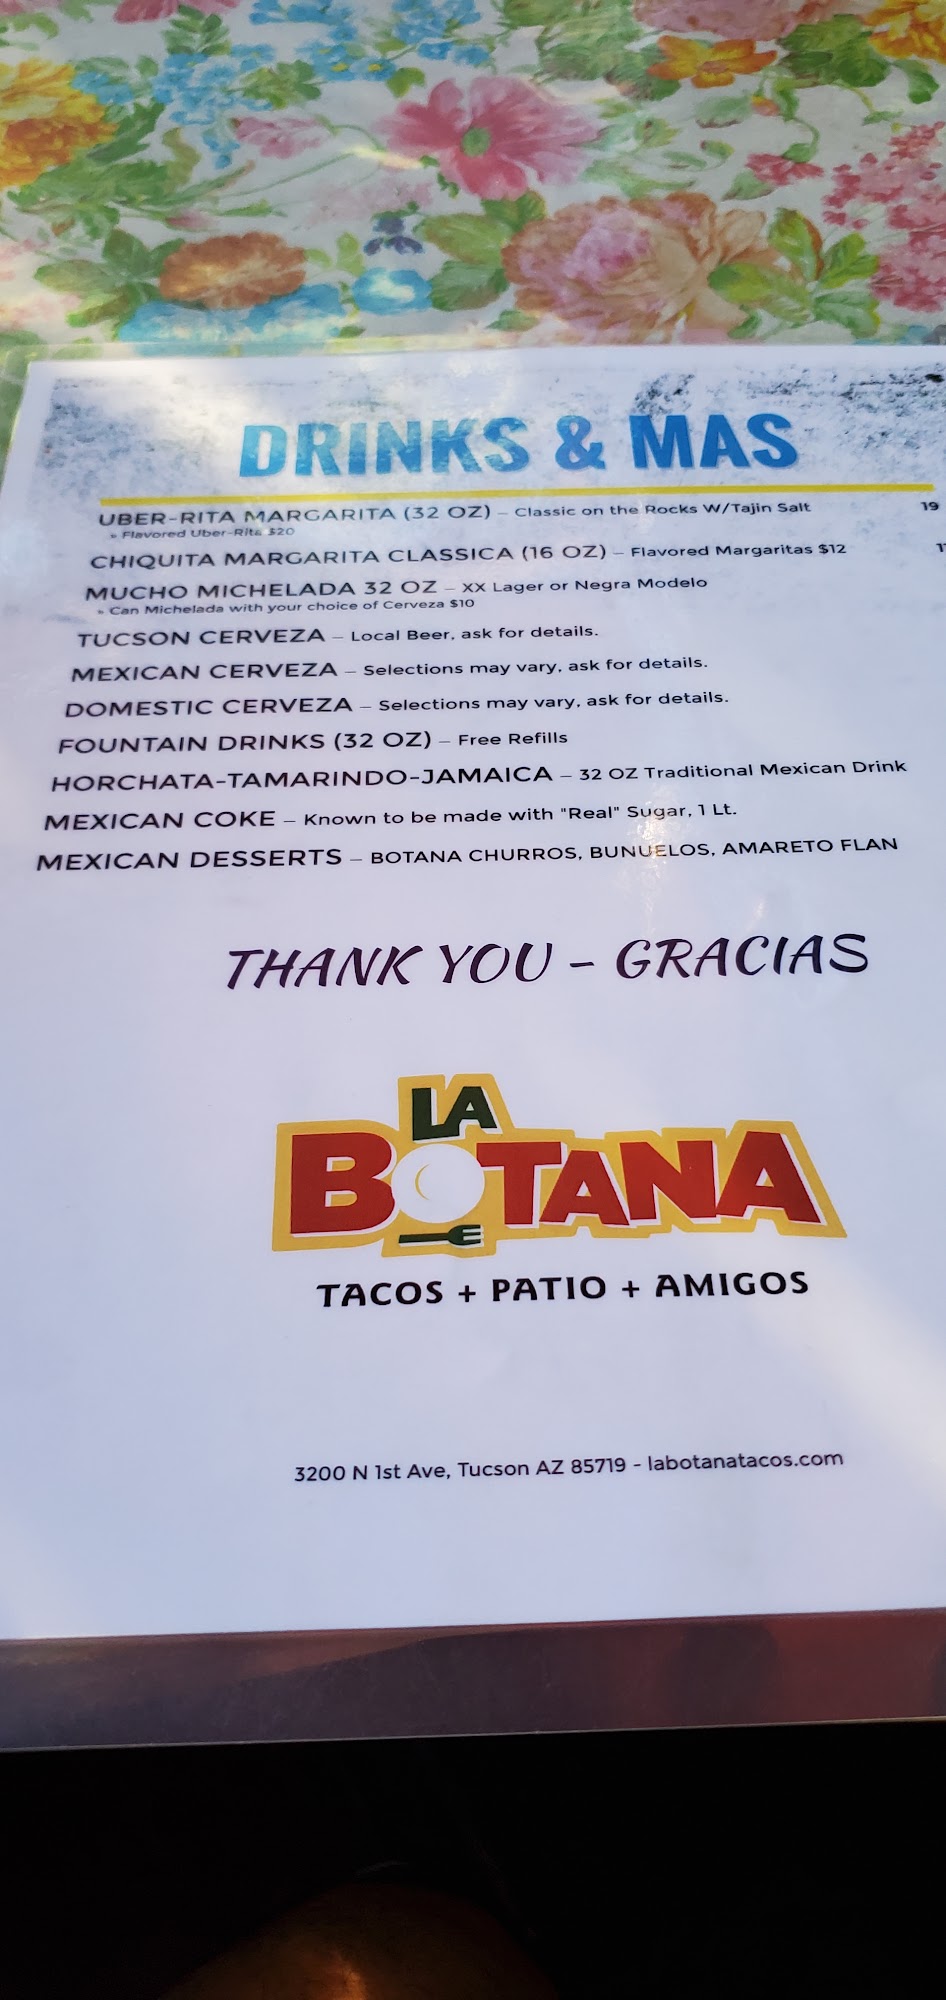 DRINKS & MAS
UBER-RITA MARGARITA (32 OZ) – Classic on the Rocks W/Tajin Salt 19
» Flavored Uber-Rita $20
CHIQUITA MARGARITA CLASSICA (16 OZ) – Flavored Margaritas $12
MUCHO MICHELADA 32 OZ – XX Lager or Negra Modelo
» Can Michelada with your choice of Cerveza $10
TUCSON CERVEZA – Local Beer, ask for details.
MEXICAN CERVEZA – Selections may vary, ask for details.
DOMESTIC CERVEZA – Selections may vary, ask for details.
FOUNTAIN DRINKS (32 OZ) – Free Refills
HORCHATA-TAMARINDO-JAMAICA – 32 OZ Traditional Mexican Drink
MEXICAN COKE – Known to be made with "Real" Sugar, 1 Lt.
MEXICAN DESSERTS – BOTANA CHURROS, BUNUELOS, AMARETO FLAN
THANK YOU - GRACIAS
LA
BOTANA
TACOS + PATIO + AMIGOS
3200 N 1st Ave, Tucson AZ 85719 - labotanatacos.com